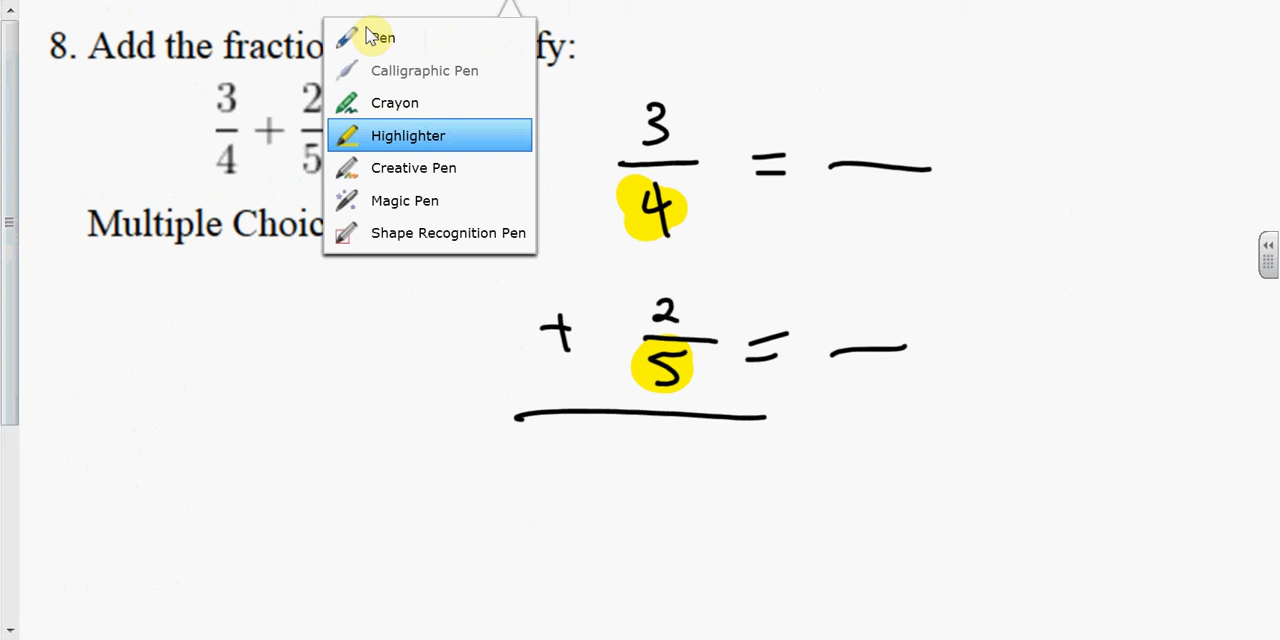 8. Add the fractio fy:
3/4 + 2/5
Multiple Choic
Pen
Calligraphic Pen
Crayon
Highlighter
Creative Pen
Magic Pen
Shape Recognition Pen
3/4 =
+ 2/5 =